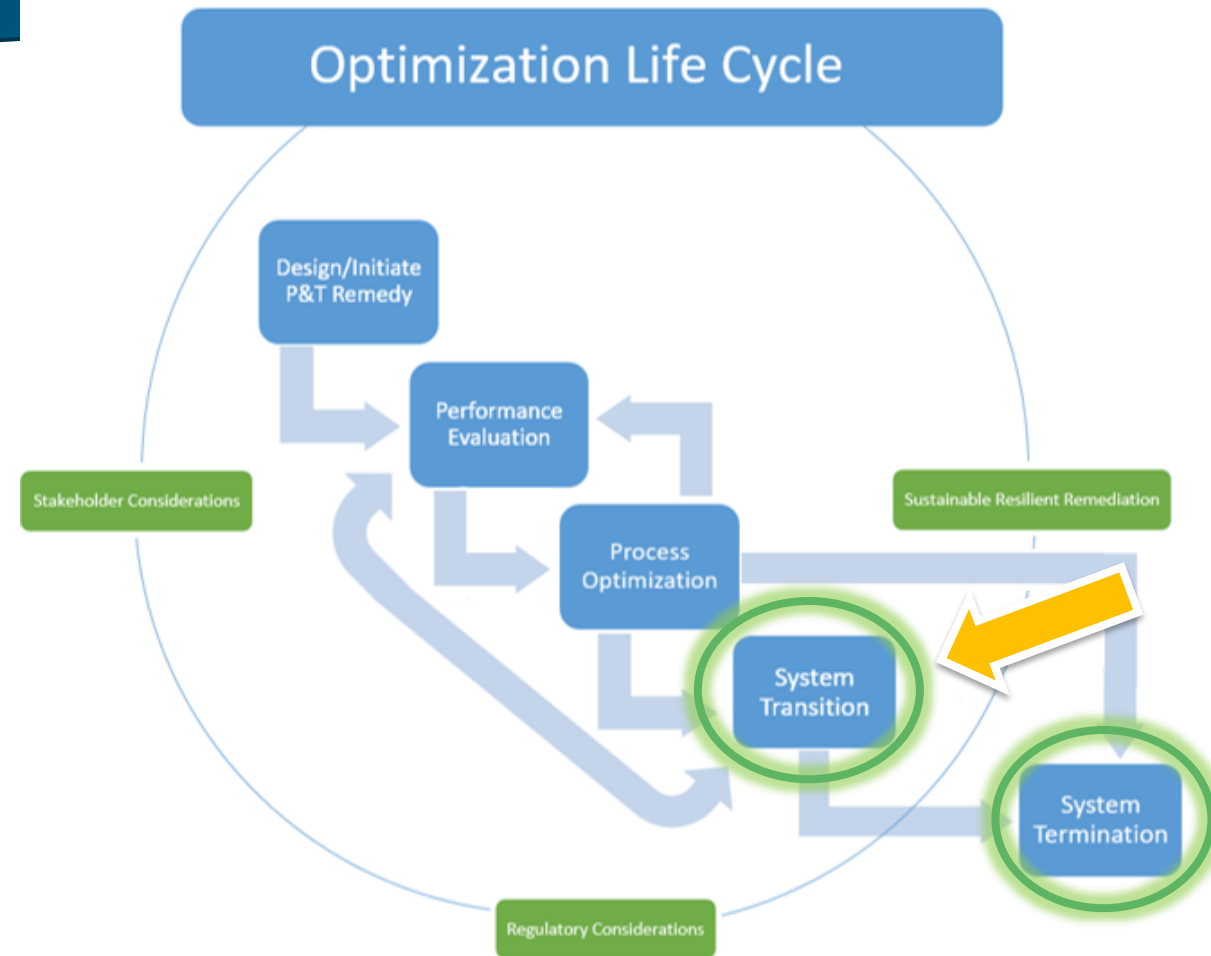 Optimization Life Cycle
Design/Initiate
P&T Remedy
Performance
Evaluation
Stakeholder Considerations
Sustainable Resilient Remediation
Process
Optimization
System
Transition
System
Termination
Regulatory Considerations